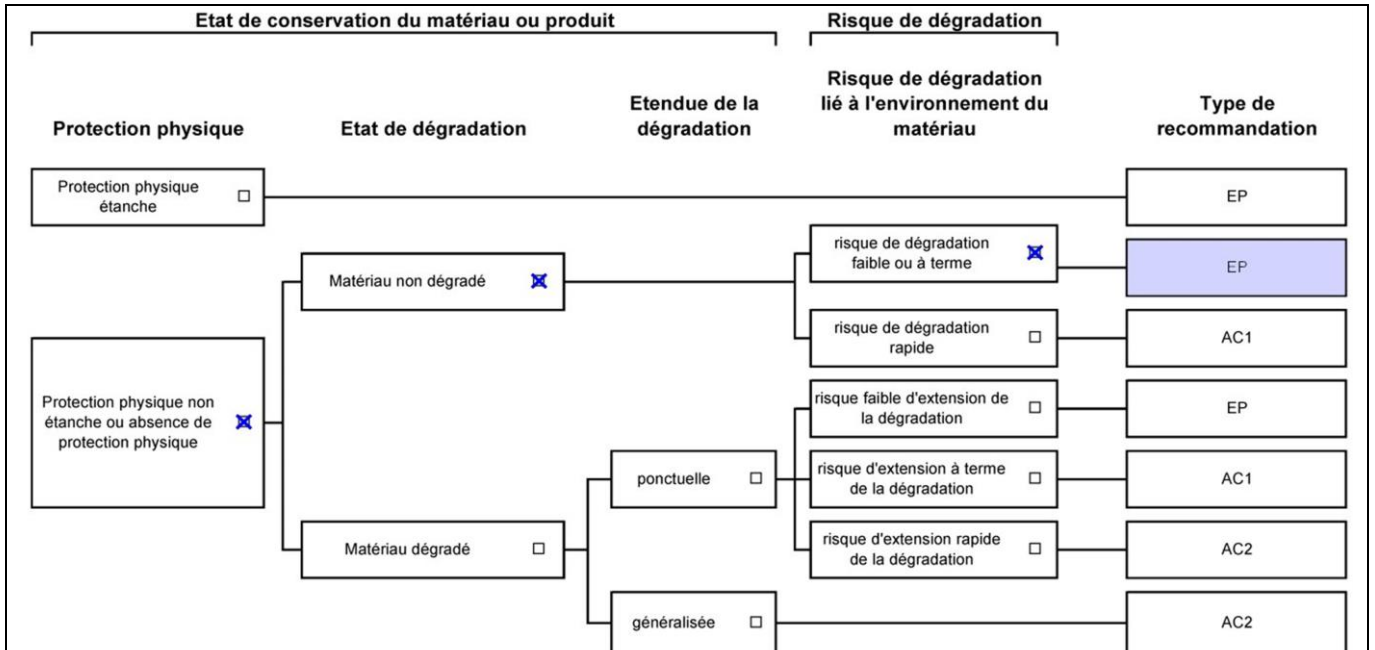 Etat de conservation du matériau ou produit
Risque de dégradation
Protection physique
Etat de dégradation
Etendue de la
dégradation
Risque de dégradation
lié à l'environnement du
matériau
Type de
recommandation
Protection physique
étanche
EP
risque de dégradation
faible ou à terme
EP
Matériau non dégradé
risque de dégradation
rapide
AC1
Protection physique non
étanche ou absence de
protection physique
risque faible d'extension de
la dégradation
EP
ponctuelle
risque d'extension à terme
de la dégradation
AC1
Matériau dégradé
risque d'extension rapide
de la dégradation
AC2
généralisée
AC2